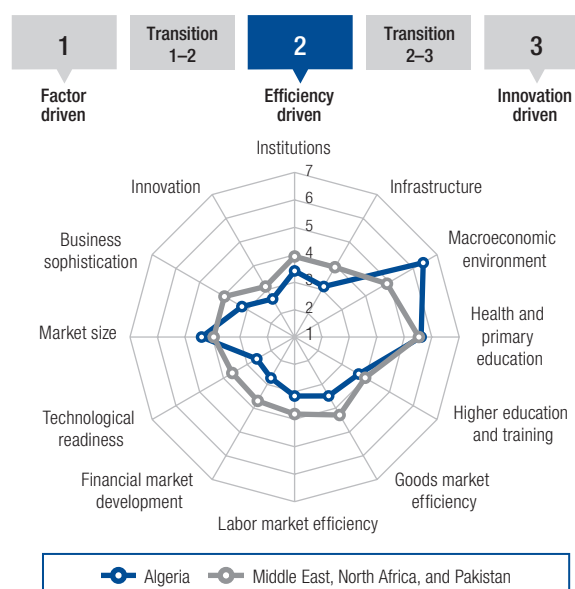 1
Transition
1–2
2
Transition
2–3
3
Factor
driven
Efficiency
driven
Innovation
driven
Institutions
7
Innovation
6
Infrastructure
5
Business
sophistication
4
Macroeconomic
environment
3
2
Market size
1
Health and
primary
education
Technological
readiness
Higher education
and training
Financial market
development
Goods market
efficiency
Labor market efficiency
Algeria
Middle East, North Africa, and Pakistan